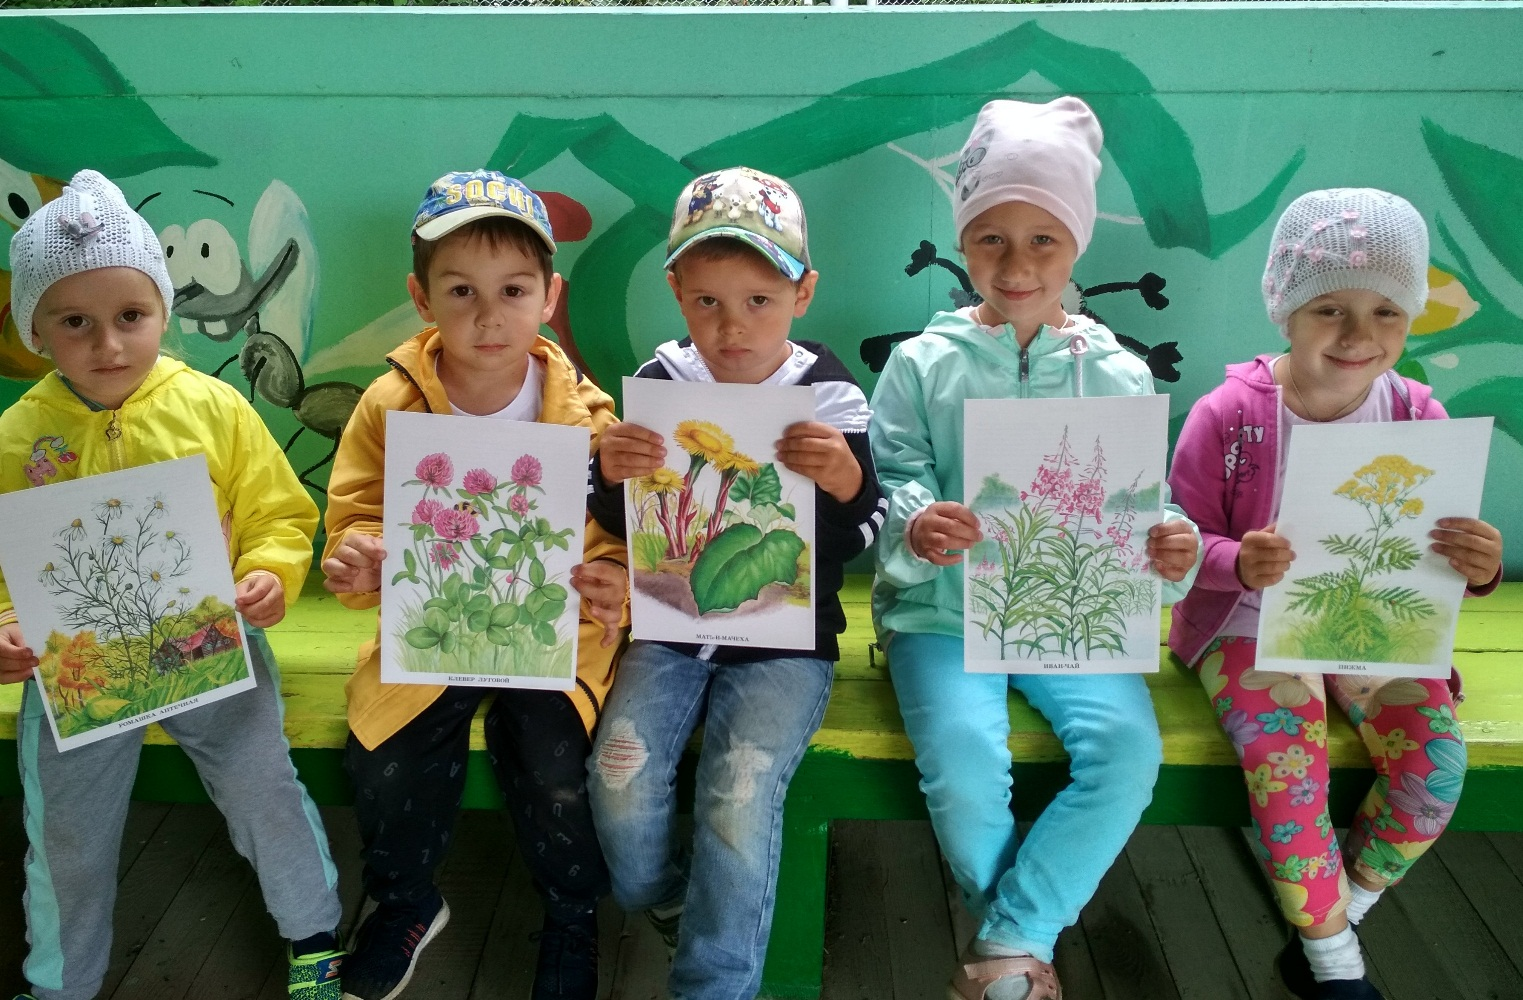 SOCHI
РОМАШКА АПТЕЧНАЯ
КЛЕВЕР ЛУГОВОЙ
МАТЬ-И-МАЧЕХА
ИВАН-ЧАЙ
ПИЖМА